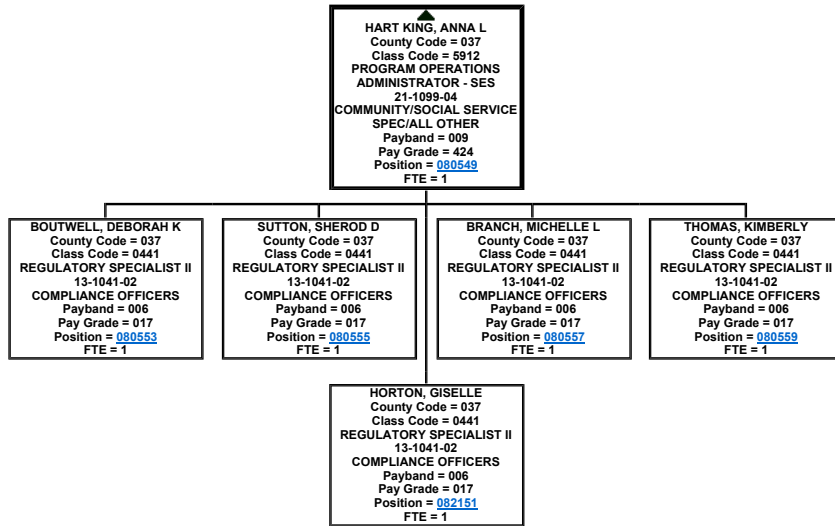 HART KING, ANNA L
County Code = 037
Class Code = 5912
PROGRAM OPERATIONS
ADMINISTRATOR - SES
21-1099-04
COMMUNITY/SOCIAL SERVICE
SPEC/ALL OTHER
Payband = 009
Pay Grade = 424
Position = 080549
FTE = 1
BOUTWELL, DEBORAH K
County Code = 037
Class Code = 0441
REGULATORY SPECIALIST II
13-1041-02
COMPLIANCE OFFICERS
Payband = 006
Pay Grade = 017
Position = 080553
FTE = 1
SUTTON, SHEROD D
County Code = 037
Class Code = 0441
REGULATORY SPECIALIST II
13-1041-02
COMPLIANCE OFFICERS
Payband = 006
Pay Grade = 017
Position = 080555
FTE = 1
BRANCH, MICHELLE L
County Code = 037
Class Code = 0441
REGULATORY SPECIALIST II
13-1041-02
COMPLIANCE OFFICERS
Payband = 006
Pay Grade = 017
Position = 080557
FTE = 1
THOMAS, KIMBERLY
County Code = 037
Class Code = 0441
REGULATORY SPECIALIST II
13-1041-02
COMPLIANCE OFFICERS
Payband = 006
Pay Grade = 017
Position = 080559
FTE = 1
HORTON, GISELLE
County Code = 037
Class Code = 0441
REGULATORY SPECIALIST II
13-1041-02
COMPLIANCE OFFICERS
Payband = 006
Pay Grade = 017
Position = 082151
FTE = 1